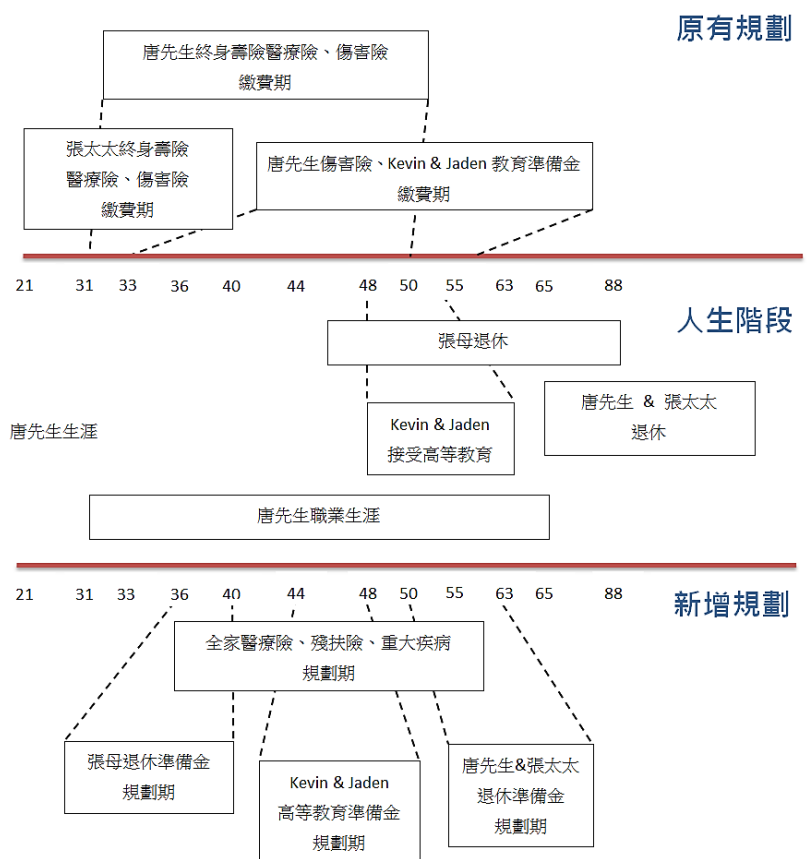 原有規劃
唐先生終身壽險醫療險、傷害險
繳費期
張太太終身壽險
醫療險、傷害險
繳費期
唐先生傷害險、Kevin & Jaden 教育準備金
繳費期
21 31 33 36 40 44 48 50 55 63 65 88
人生階段
張母退休
唐先生 & 張太太
退休
Kevin & Jaden
接受高等教育
唐先生生涯
唐先生職業生涯
21 31 33 36 40 44 48 50 55 63 65 88
新增規劃
全家醫療險、殘扶險、重大疾病
規劃期
張母退休準備金
規劃期
Kevin & Jaden
高等教育準備金
規劃期
唐先生&張太太
退休準備金
規劃期